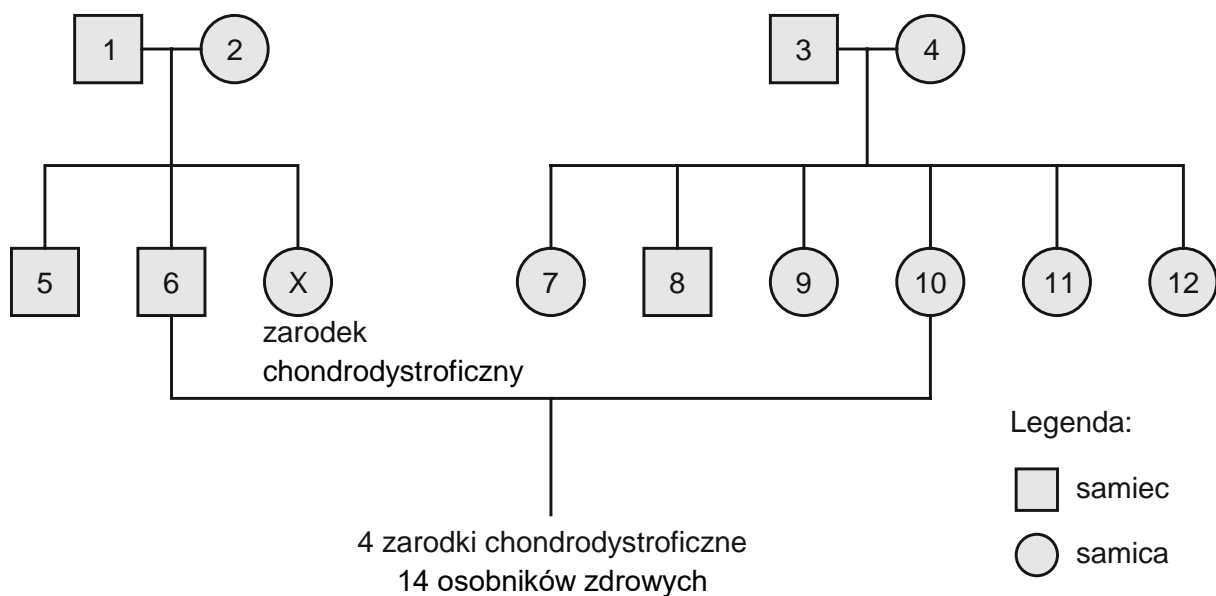 1 2 3 4
5 6 X 7 8 9 10 11 12
zarodek
chondrodystroficzny
Legenda:
samiec
samica
4 zarodki chondrodystroficzne
14 osobników zdrowych